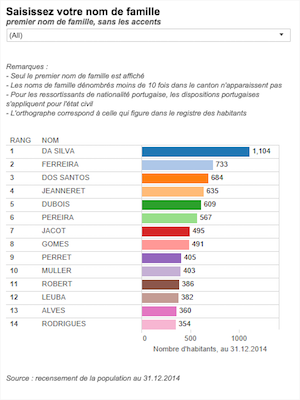 Saisissez votre nom de famille
premier nom de famille, sans les accents
(All)
Remarques :
- Seul le premier nom de famille est affiché
- Les noms de famille dénombrés moins de 10 fois dans le canton n'apparaissent pas
- Pour les ressortissants de nationalité portugaise, les dispositions portugaises
s'appliquent pour l'état civil
- L'orthographe correspond à celle qui figure dans le registre des habitants
RANG NOM
1 DA SILVA 1,104
2 FERREIRA 733
3 DOS SANTOS 684
4 JEANNERET 635
5 DUBOIS 609
6 PEREIRA 567
7 JACOT 495
8 GOMES 491
9 PERRET 405
10 MULLER 403
11 ROBERT 386
12 LEUBA 382
13 ALVES 360
14 RODRIGUES 354
0 500 1000
Nombre d'habitants, au 31.12.2014
Source : recensement de la population au 31.12.2014